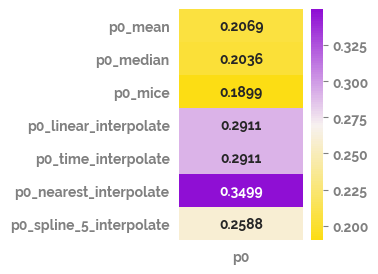 p0_mean 0.2069
p0_median 0.2036
p0_mice 0.1899
p0_linear_interpolate 0.2911
p0_time_interpolate 0.2911
p0_nearest_interpolate 0.3499
p0_spline_5_interpolate 0.2588
p0
0.325
0.300
0.275
0.250
0.225
0.200